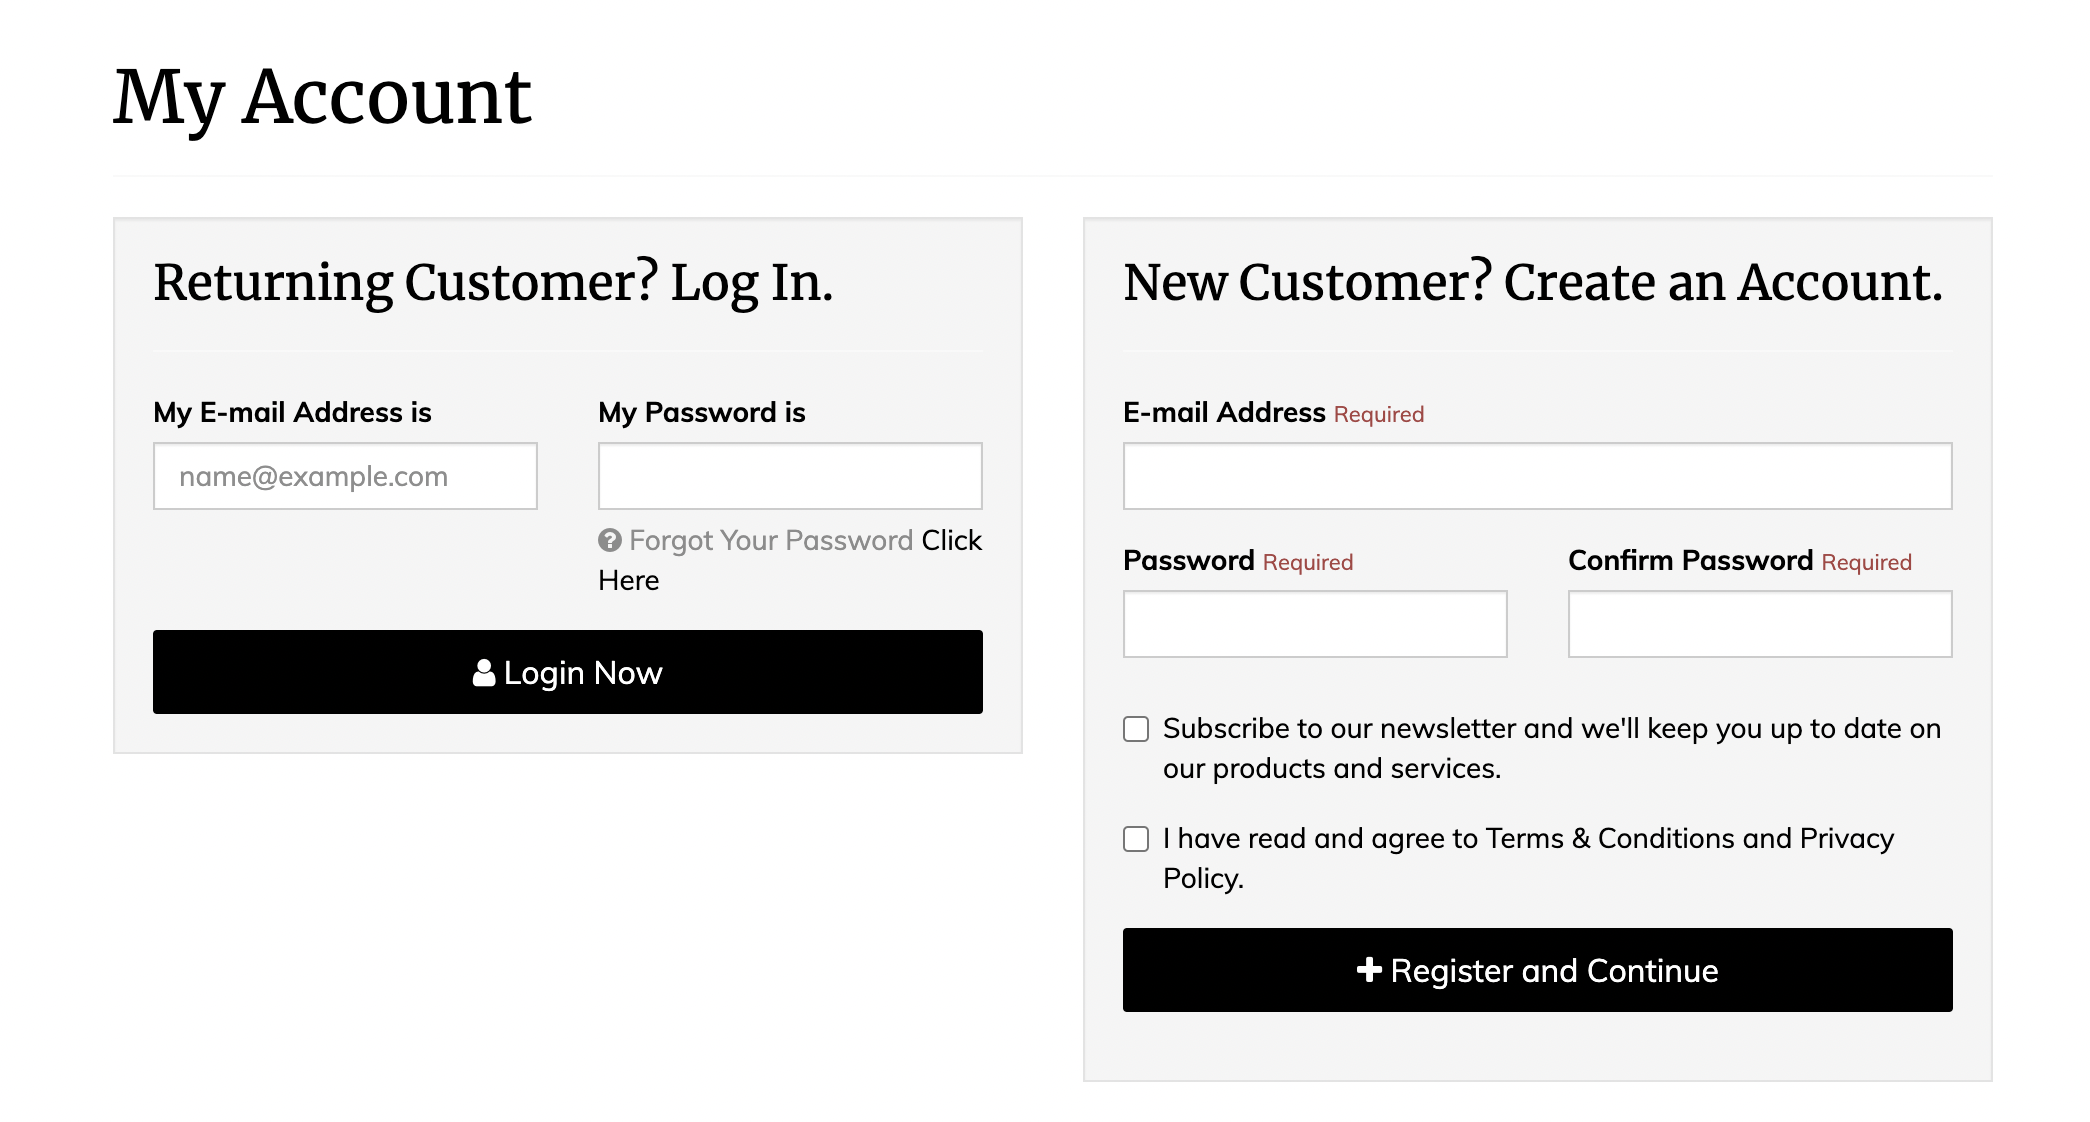 My Account
Returning Customer? Log In.
My E-mail Address is
name@example.com
My Password is
Forgot Your Password Click
Here
Login Now
New Customer? Create an Account.
E-mail Address Required
Password Required
Confirm Password Required
Subscribe to our newsletter and we'll keep you up to date on
our products and services.
I have read and agree to Terms & Conditions and Privacy
Policy.
Register and Continue